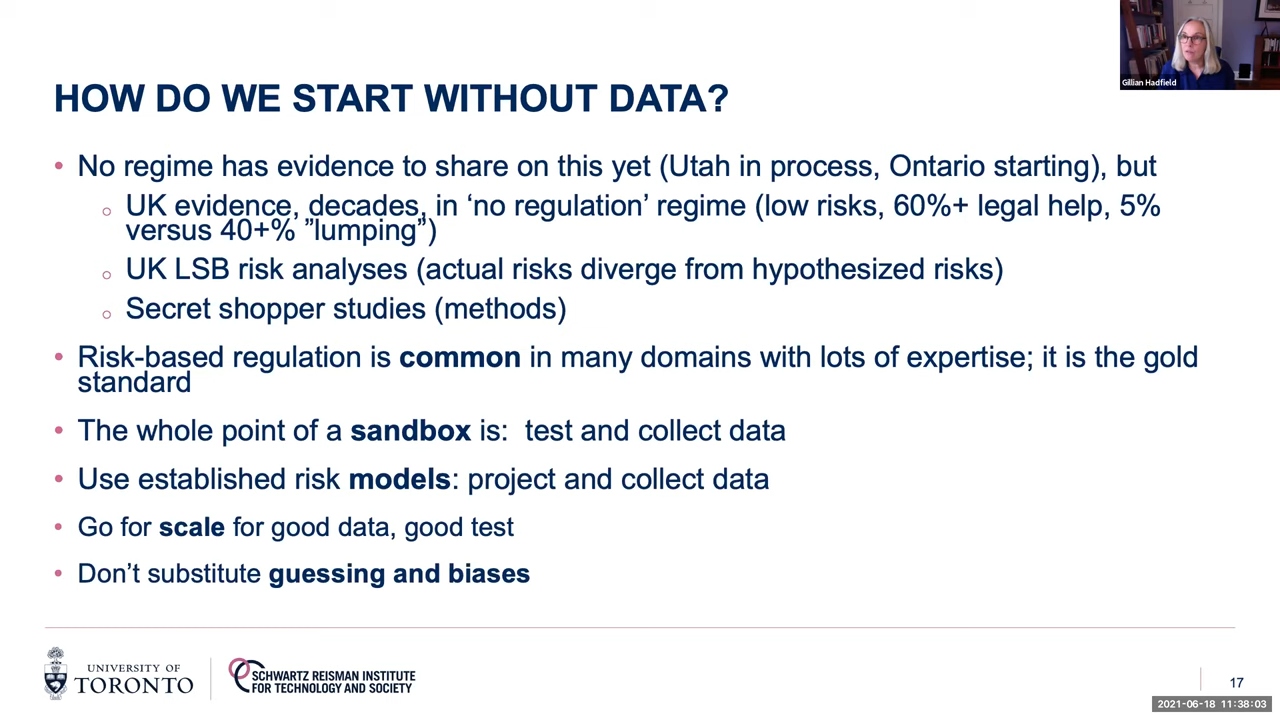 Gillian Hadfield
HOW DO WE START WITHOUT DATA?
• No regime has evidence to share on this yet (Utah in process, Ontario starting), but
○ UK evidence, decades, in ‘no regulation’ regime (low risks, 60%+ legal help, 5%
versus 40+% ”lumping”)
○ UK LSB risk analyses (actual risks diverge from hypothesized risks)
○ Secret shopper studies (methods)
• Risk-based regulation is common in many domains with lots of expertise; it is the gold
standard
• The whole point of a sandbox is: test and collect data
• Use established risk models: project and collect data
• Go for scale for good data, good test
• Don’t substitute guessing and biases
UNIVERSITY OF
TORONTO
SCHWARTZ REISMAN INSTITUTE
FOR TECHNOLOGY AND SOCIETY
17
2021-06-18 11:38:03